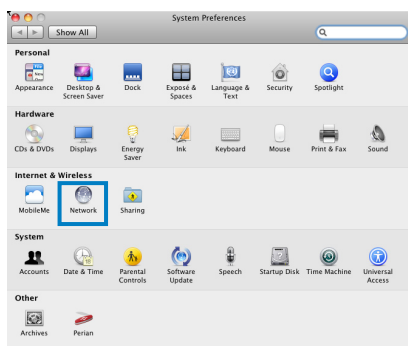 System Preferences
Show All
Personal
Appearance
Desktop &
Screen Saver
Dock
Exposé &
Spaces
Language &
Text
Security
Spotlight
Hardware
CDs & DVDs
Displays
Energy
Saver
Ink
Keyboard
Mouse
Print & Fax
Sound
Internet & Wireless
MobileMe
Network
Sharing
System
Accounts
Date & Time
Parental
Controls
Software
Update
Speech
Startup Disk
Time Machine
Universal
Access
Other
Archives
Perian